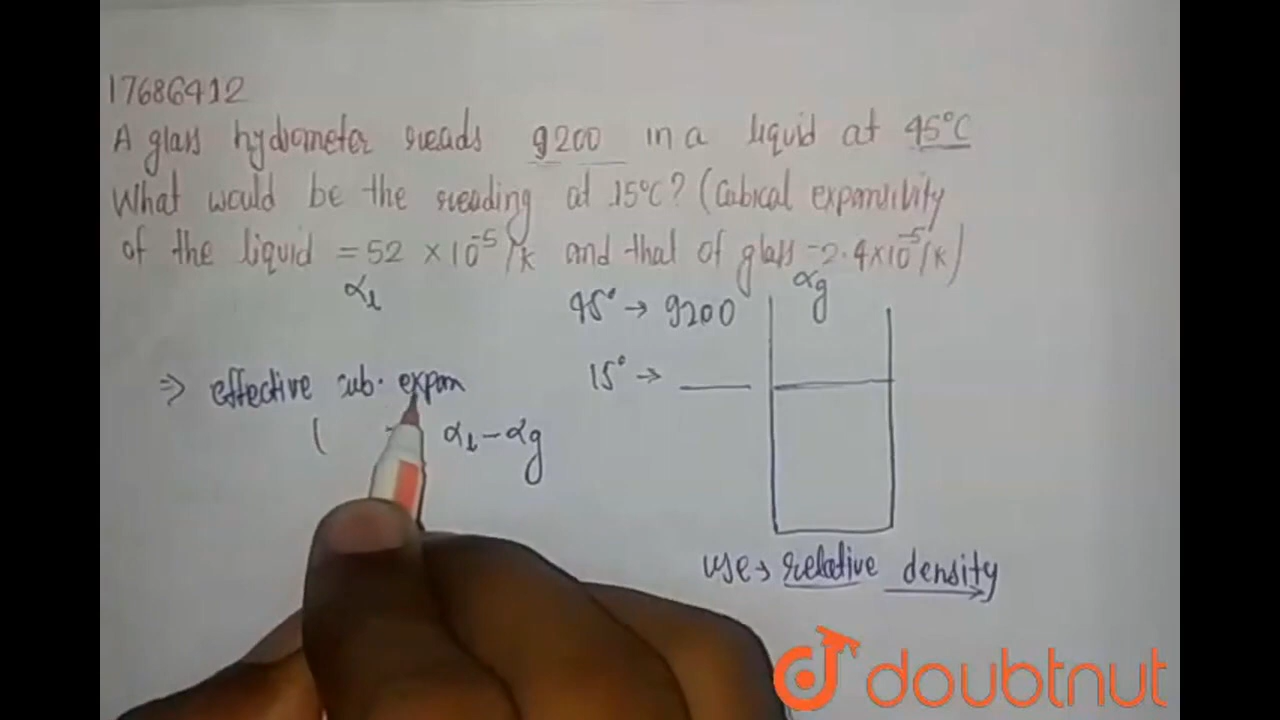 17686412
A glass hydrometer reads 9200 in a liquid at 45°C
What would be the reading at 15°C? (Cubical expansivity
of the liquid = 52 × 10⁻⁵/K and that of glass = 2.4×10⁻⁵/K)
αₗ
αg
45° → 9200
15° →
⇒ effective cub. expan
( αₗ - αg
use → relative density
doubtnut